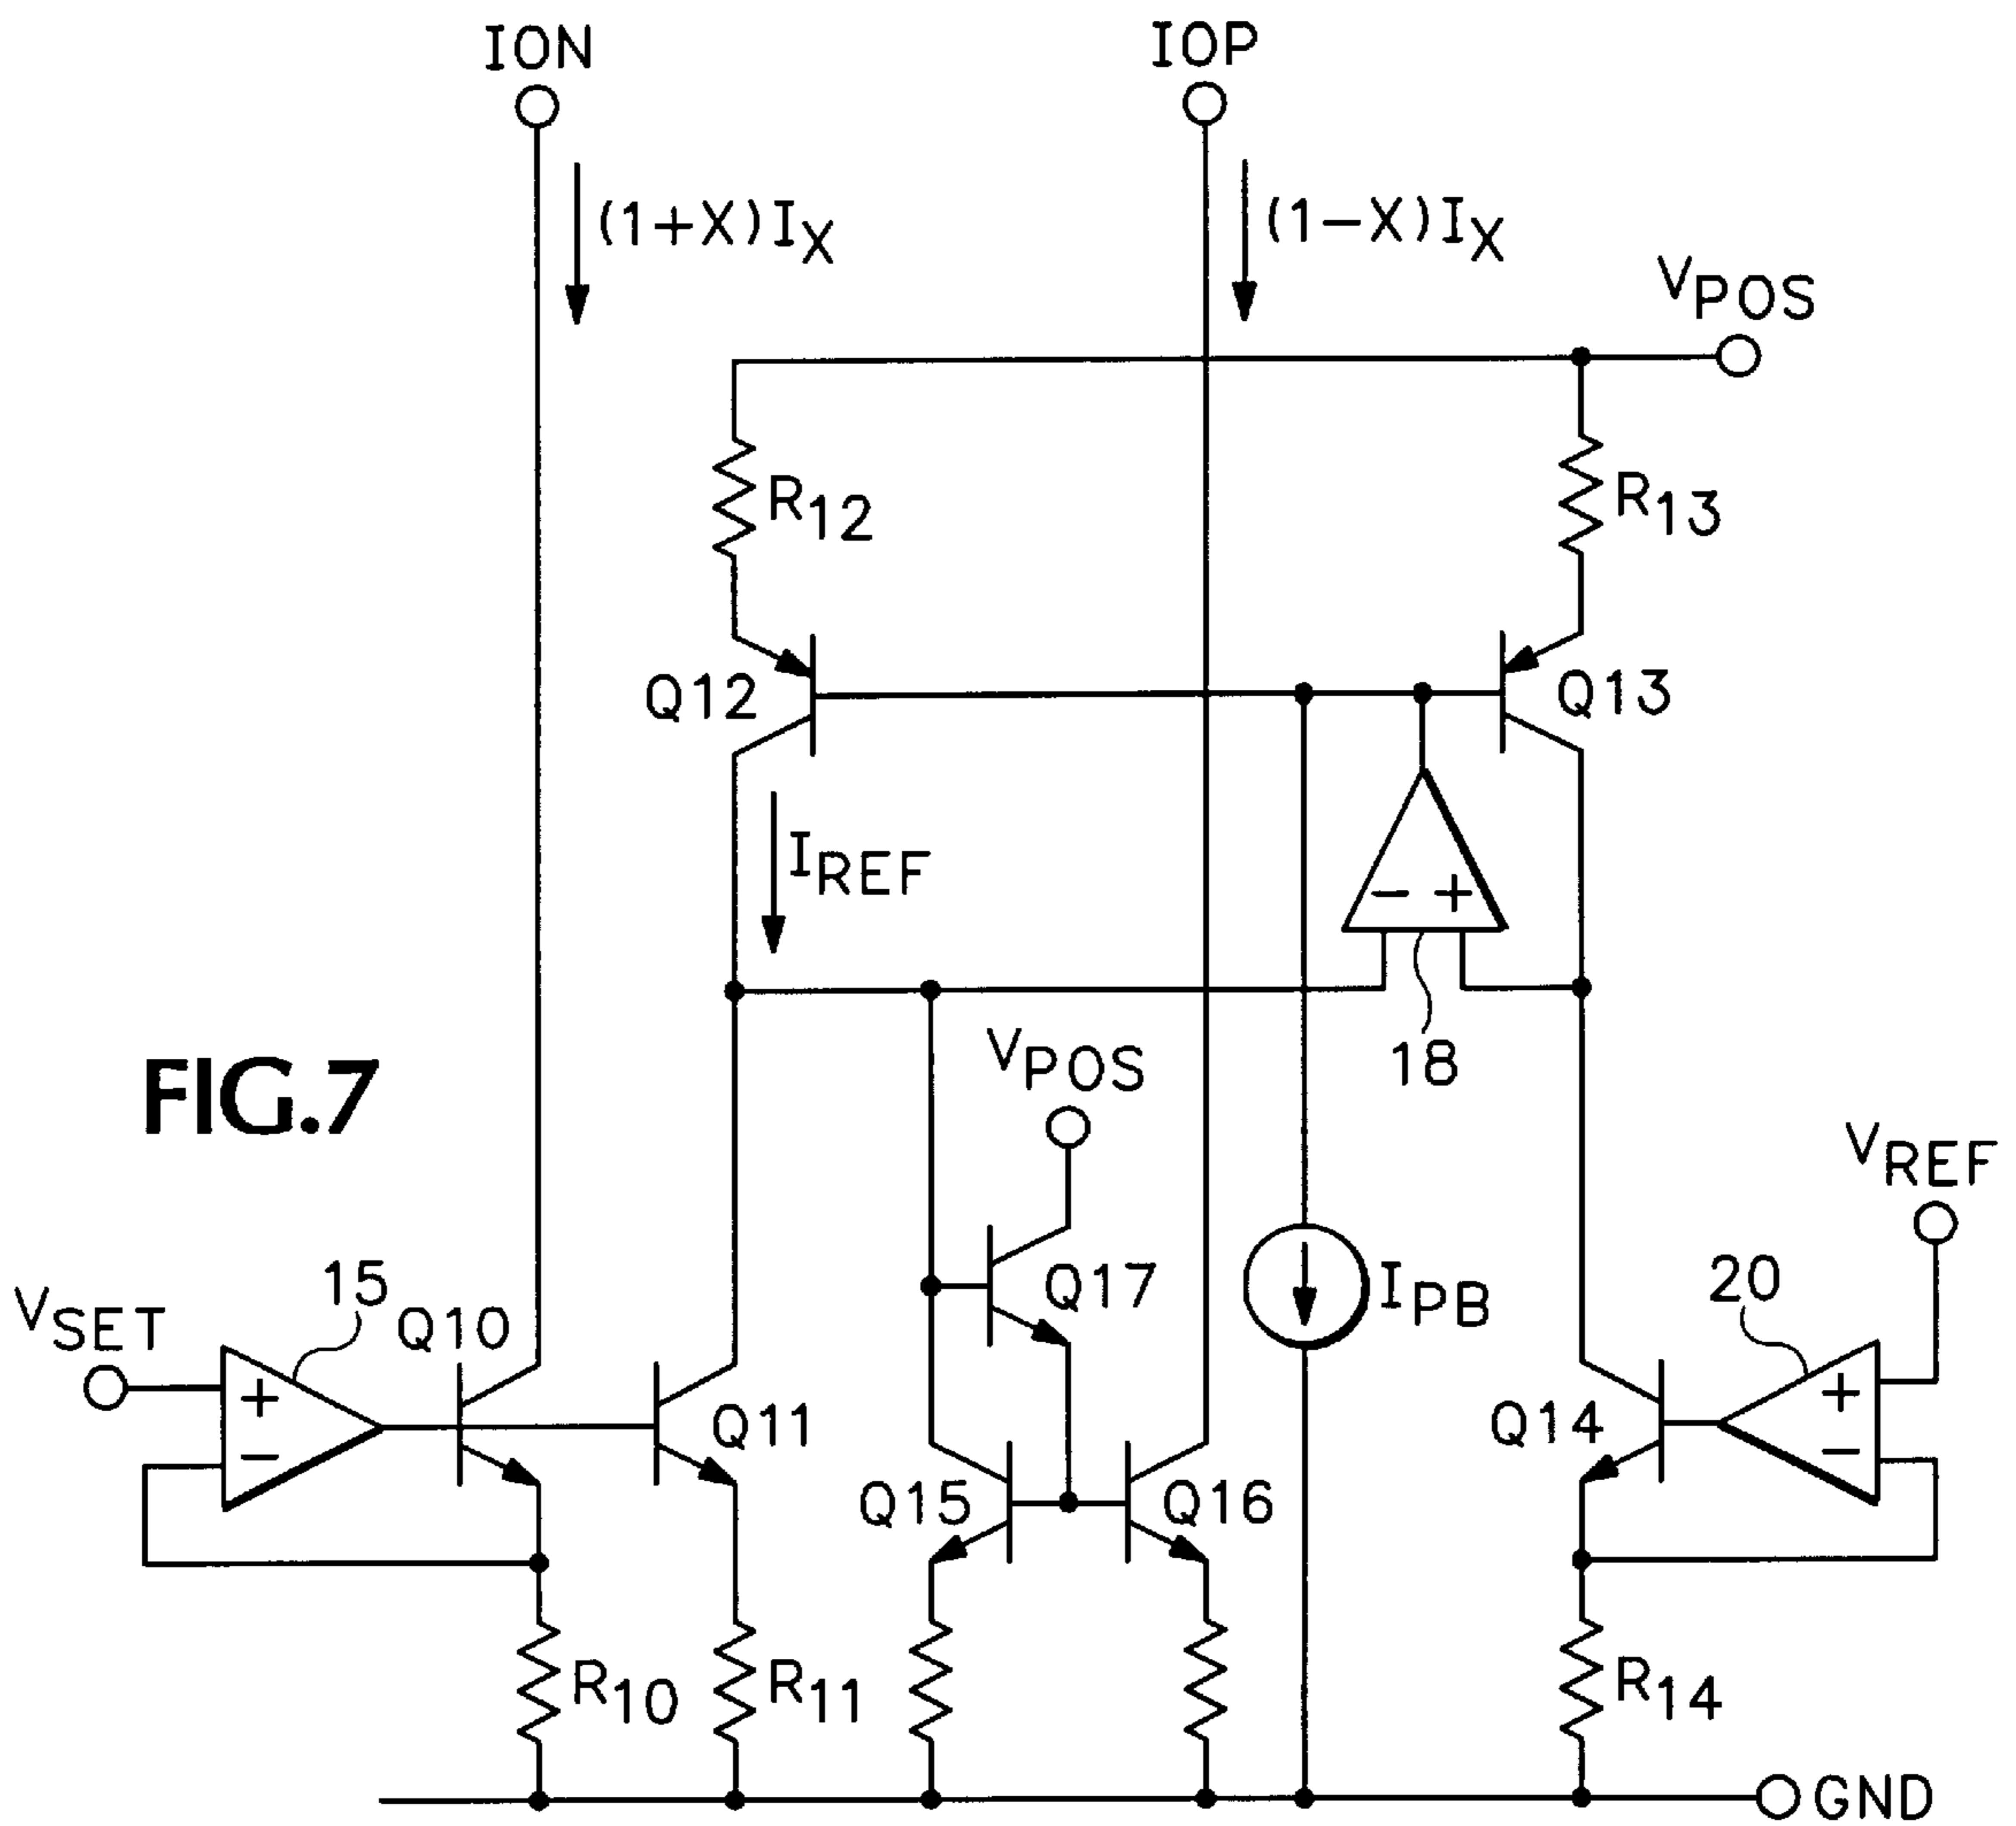 ION
IOP
(1+X)IX
(1−X)IX
VPOS
R12
R13
Q12
Q13
IREF
− +
18
FIG.7
VPOS
VREF
Q17
IPB
VSET
15
Q10
20
+
−
Q11
Q14
+
−
Q15
Q16
R10
R11
R14
GND